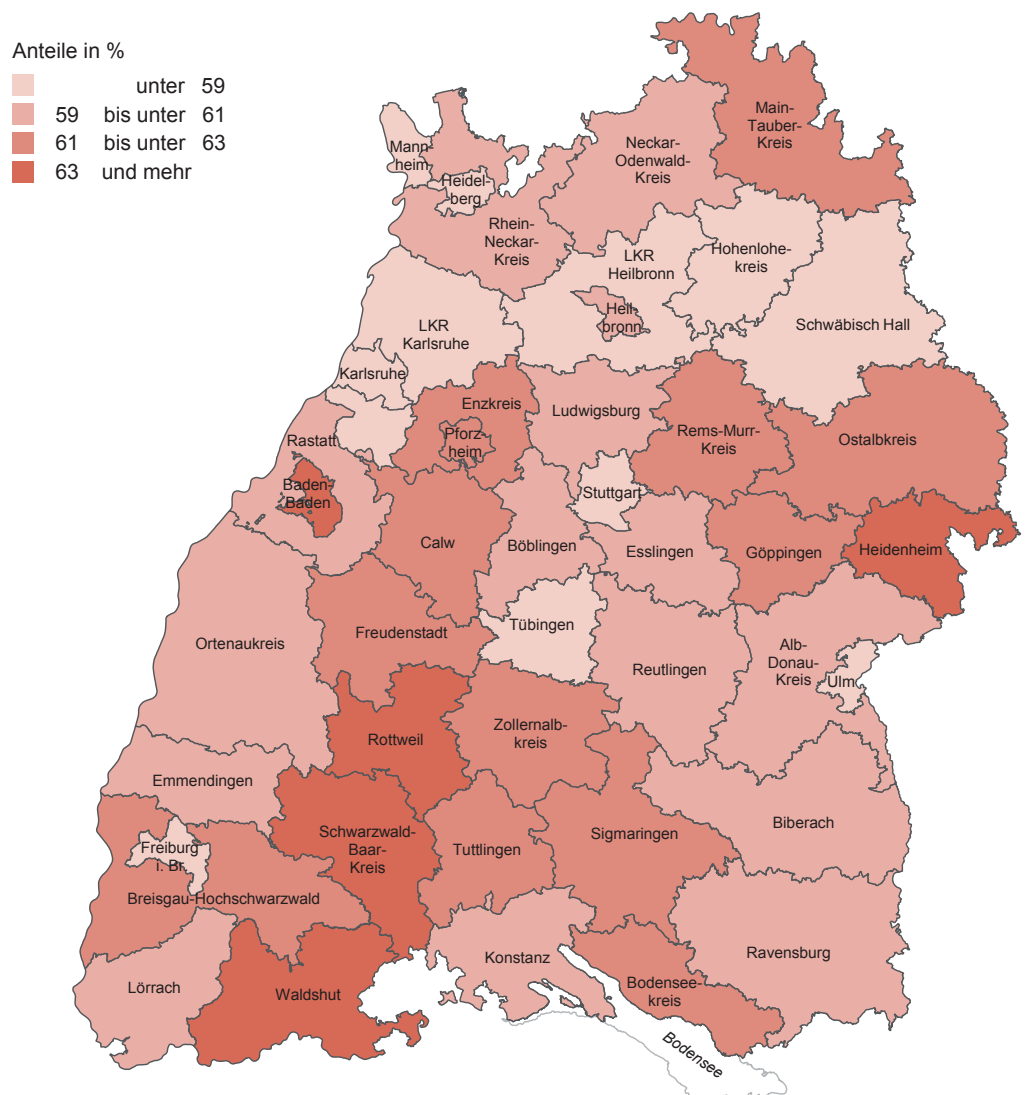 Anteile in %
unter 59
59 bis unter 61
61 bis unter 63
63 und mehr
Main-
Tauber-
Kreis
Neckar-
Odenwald-
Kreis
Mann-
heim
Heidel-
berg
Rhein-
Neckar-
Kreis
LKR
Heilbronn
Hohenlohe-
kreis
Heil-
bronn
Schwäbisch Hall
LKR
Karlsruhe
Karlsruhe
Enzkreis
Ludwigsburg
Rems-Murr-
Kreis
Ostalbkreis
Pforz-
heim
Rastatt
Baden-
Baden
Stuttgart
Calw
Böblingen
Esslingen
Göppingen
Heidenheim
Tübingen
Freudenstadt
Ortenaukreis
Reutlingen
Alb-
Donau-
Kreis
Ulm
Rottweil
Zollernalb-
kreis
Emmendingen
Schwarzwald-
Baar-
Kreis
Tuttlingen
Sigmaringen
Biberach
Freiburg
i. Br.
Breisgau-Hochschwarzwald
Ravensburg
Konstanz
Lörrach
Waldshut
Bodensee-
kreis
Bodensee